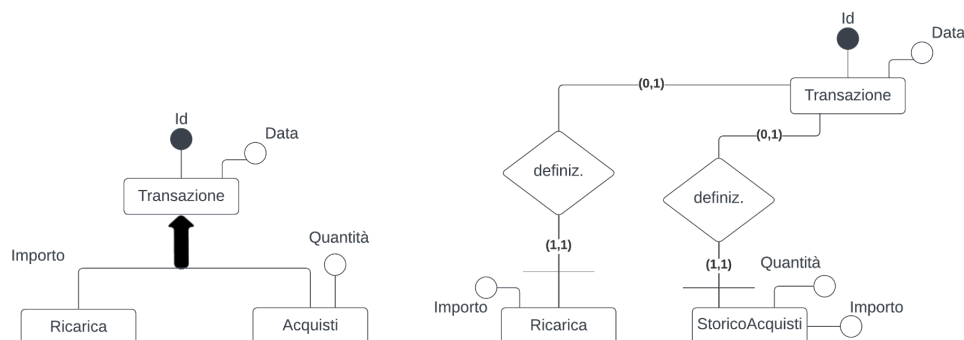 Id
Data
Transazione
Importo
Quantità
Ricarica
Acquisti
Id
Data
(0,1)
Transazione
(0,1)
definiz.
definiz.
(1,1)
(1,1)
Quantità
Importo
Importo
Ricarica
StoricoAcquisti